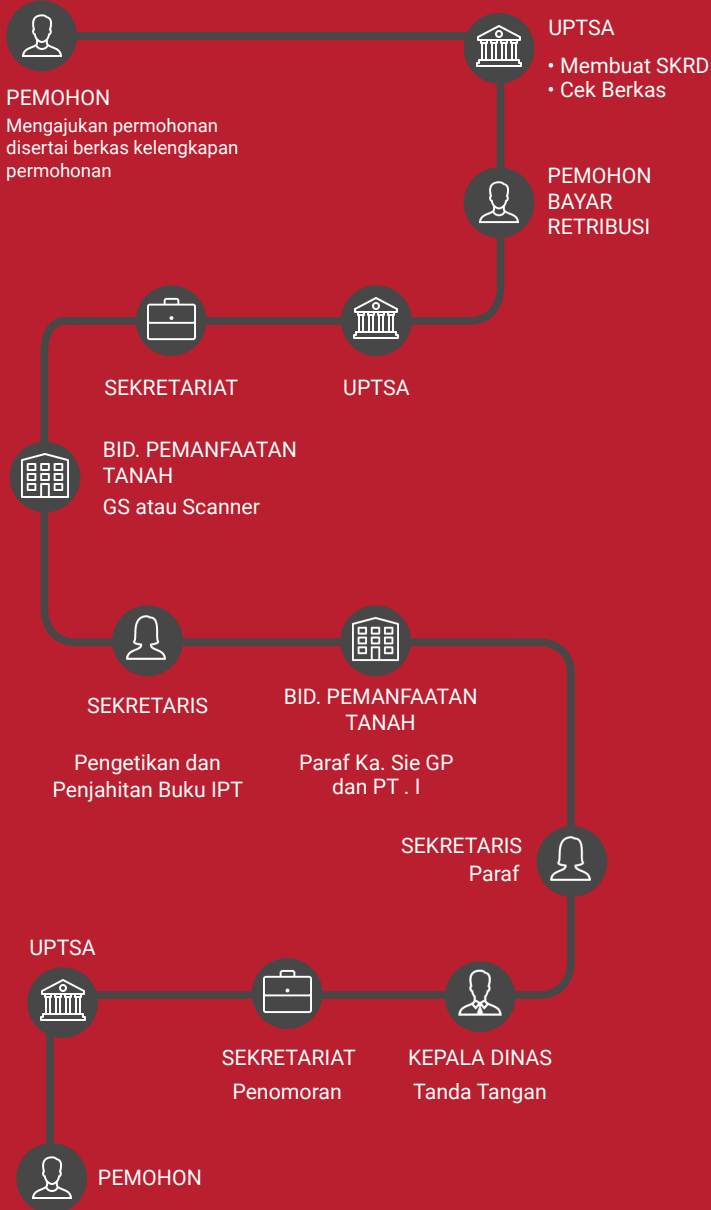 PEMOHON
Mengajukan permohonan
disertai berkas kelengkapan
permohonan
UPTSA
• Membuat SKRD
• Cek Berkas
PEMOHON
BAYAR
RETRIBUSI
SEKRETARIAT
UPTSA
BID. PEMANFAATAN
TANAH
GS atau Scanner
SEKRETARIS
Pengetikan dan
Penjahitan Buku IPT
BID. PEMANFAATAN
TANAH
Paraf Ka. Sie GP
dan PT . I
SEKRETARIS
Paraf
UPTSA
SEKRETARIAT
Penomoran
KEPALA DINAS
Tanda Tangan
PEMOHON